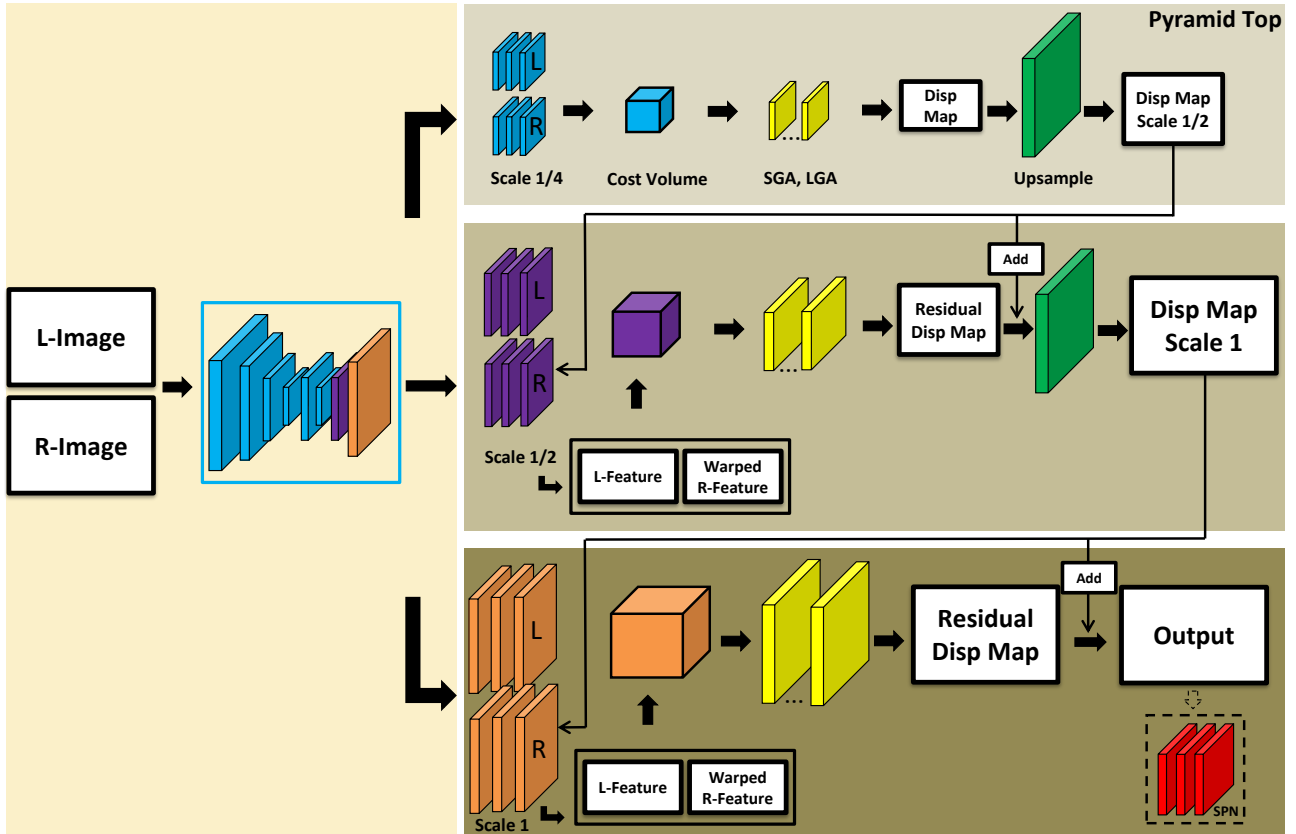 Pyramid Top
L
R
Disp
Map
Disp Map
Scale 1/2
Scale 1/4
Cost Volume
...
SGA, LGA
Upsample
L-Image
R-Image
L
R
Add
Residual
Disp Map
Disp Map
Scale 1
...
Scale 1/2
L-Feature
Warped
R-Feature
L
R
Add
Residual
Disp Map
Output
...
Scale 1
L-Feature
Warped
R-Feature
SPN